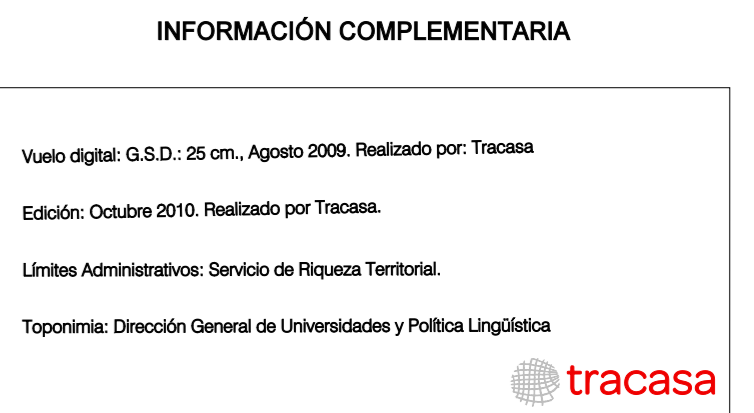 INFORMACIÓN COMPLEMENTARIA
Vuelo digital: G.S.D.: 25 cm., Agosto 2009. Realizado por: Tracasa
Edición: Octubre 2010. Realizado por Tracasa.
Límites Administrativos: Servicio de Riqueza Territorial.
Toponimia: Dirección General de Universidades y Política Lingüística
tracasa